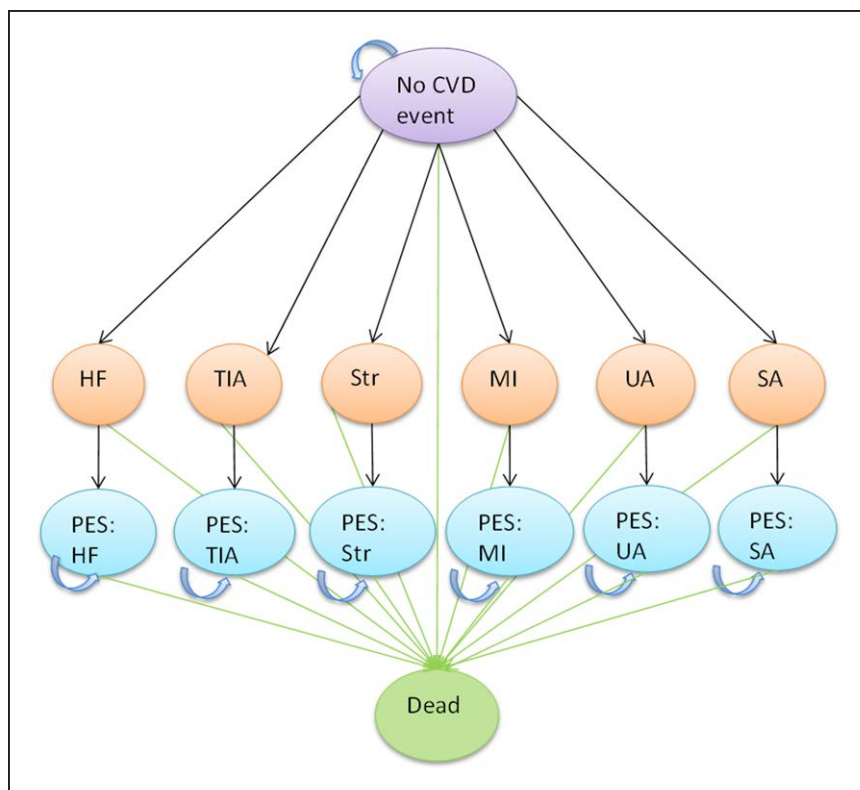 No CVD
event
HF
TIA
Str
MI
UA
SA
PES:
HF
PES:
TIA
PES:
Str
PES:
MI
PES:
UA
PES:
SA
Dead